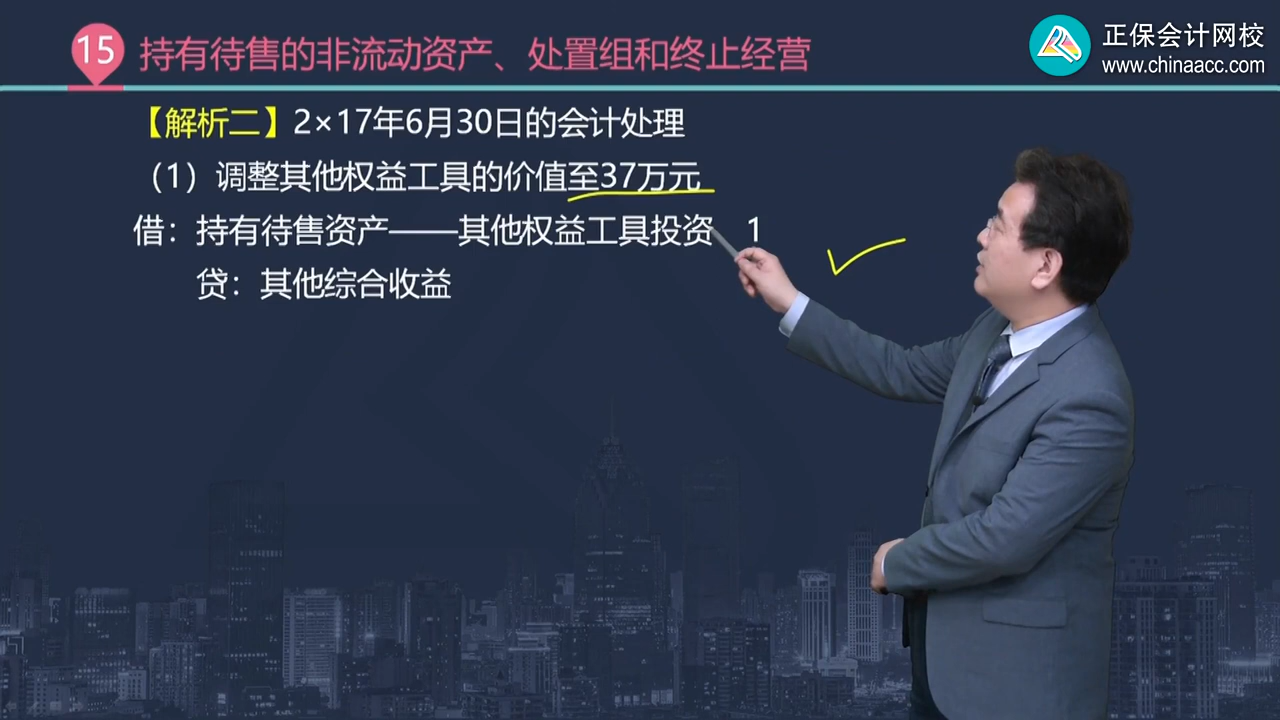 15 持有待售的非流动资产、处置组和终止经营
正保会计网校
www.chinaacc.com
【解析二】2×17年6月30日的会计处理
（1）调整其他权益工具的价值至37万元
借：持有待售资产——其他权益工具投资 1
贷：其他综合收益